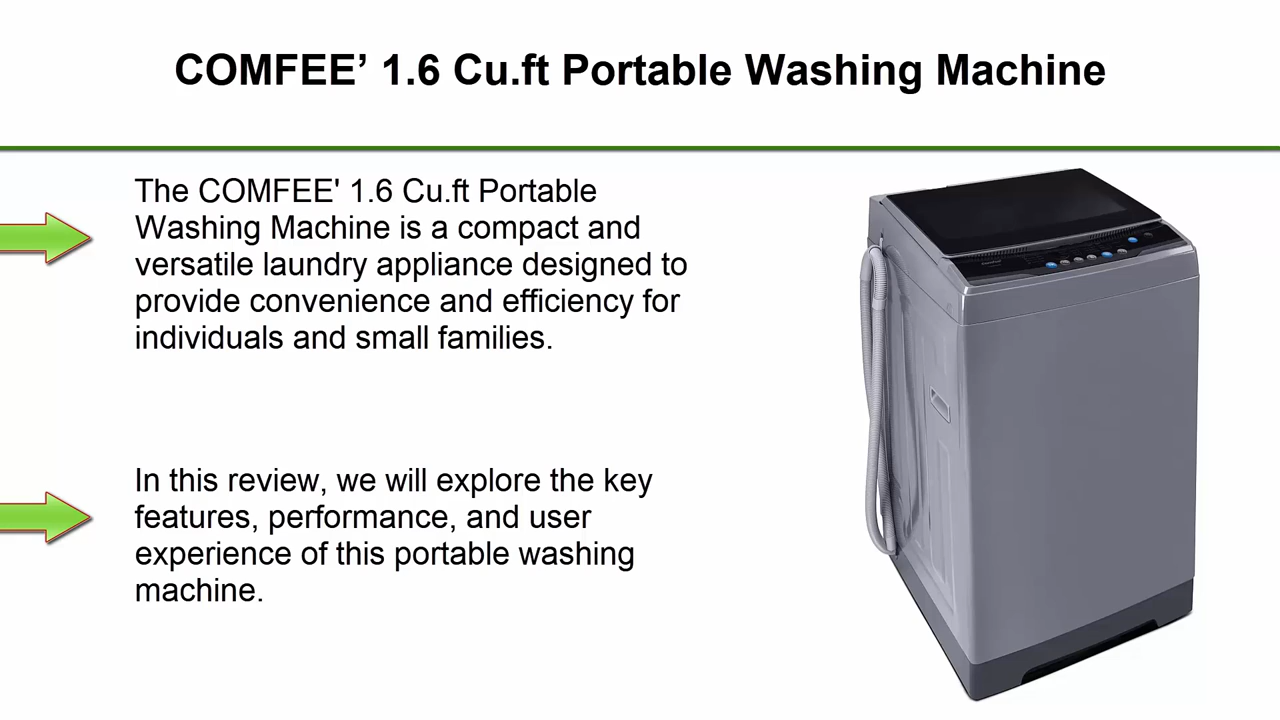 COMFEE’ 1.6 Cu.ft Portable Washing Machine
The COMFEE' 1.6 Cu.ft Portable
Washing Machine is a compact and
versatile laundry appliance designed to
provide convenience and efficiency for
individuals and small families.
In this review, we will explore the key
features, performance, and user
experience of this portable washing
machine.